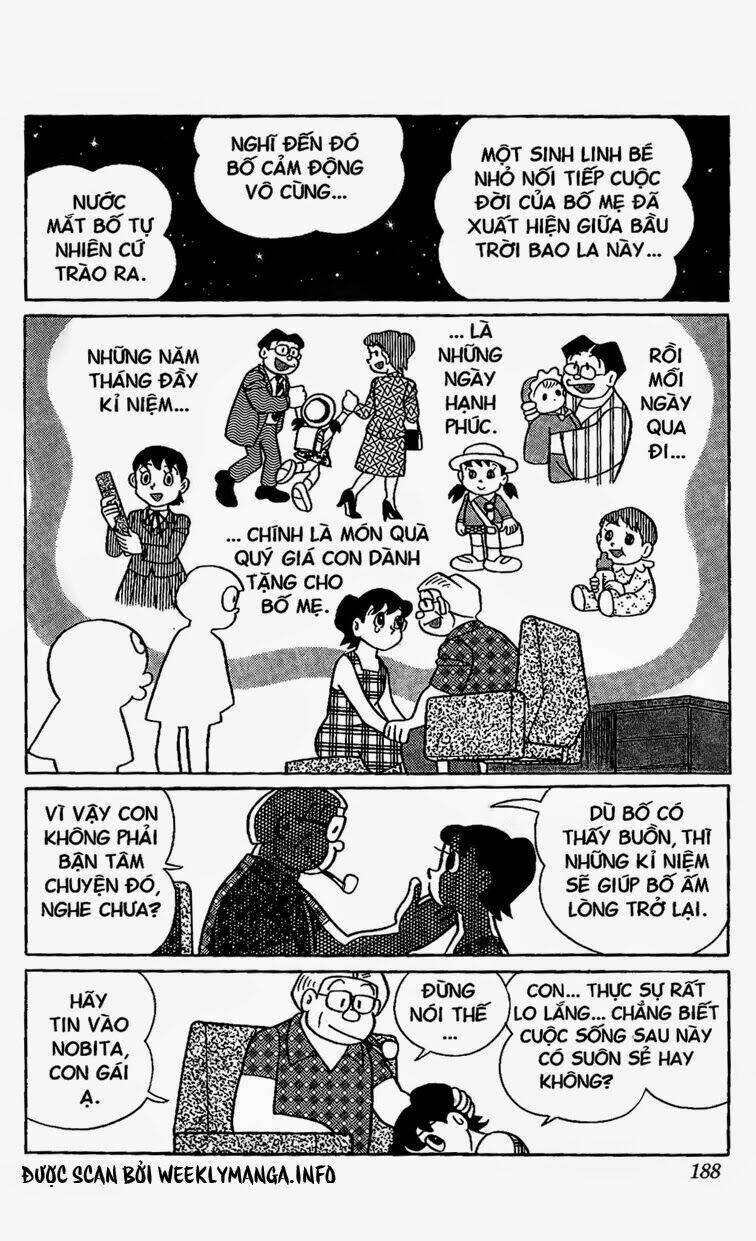 MỘT SINH LINH BÉ
NHỎ NỐI TIẾP CUỘC
ĐỜI CỦA BỐ MẸ ĐÃ
XUẤT HIỆN GIỮA BẦU
TRỜI BAO LA NÀY...
NGHĨ ĐẾN ĐÓ
BỐ CẢM ĐỘNG
VÔ CÙNG...
NƯỚC
MẮT BỐ TỰ
NHIÊN CỨ
TRÀO RA.
RỒI
MỖI
NGÀY
QUA
ĐI...
... LÀ
NHỮNG
NGÀY
HẠNH
PHÚC.
NHỮNG NĂM
THÁNG ĐẦY
KỈ NIỆM...
... CHÍNH LÀ MÓN QUÀ
QUÝ GIÁ CON DÀNH
TẶNG CHO
BỐ MẸ.
DÙ BỐ CÓ
THẤY BUỒN, THÌ
NHỮNG KỈ NIỆM
SẼ GIÚP BỐ ẤM
LÒNG TRỞ LẠI.
VÌ VẬY CON
KHÔNG PHẢI
BẬN TÂM
CHUYỆN ĐÓ,
NGHE CHƯA?
CON... THỰC SỰ RẤT
LO LẮNG... CHẲNG BIẾT
CUỘC SỐNG SAU NÀY
CÓ SUÔN SẺ HAY
KHÔNG?
ĐỪNG
NÓI THẾ
...
HÃY
TIN VÀO
NOBITA,
CON GÁI
Ạ.
ĐƯỢC SCAN BỞI WEEKLYMANGA.INFO
188